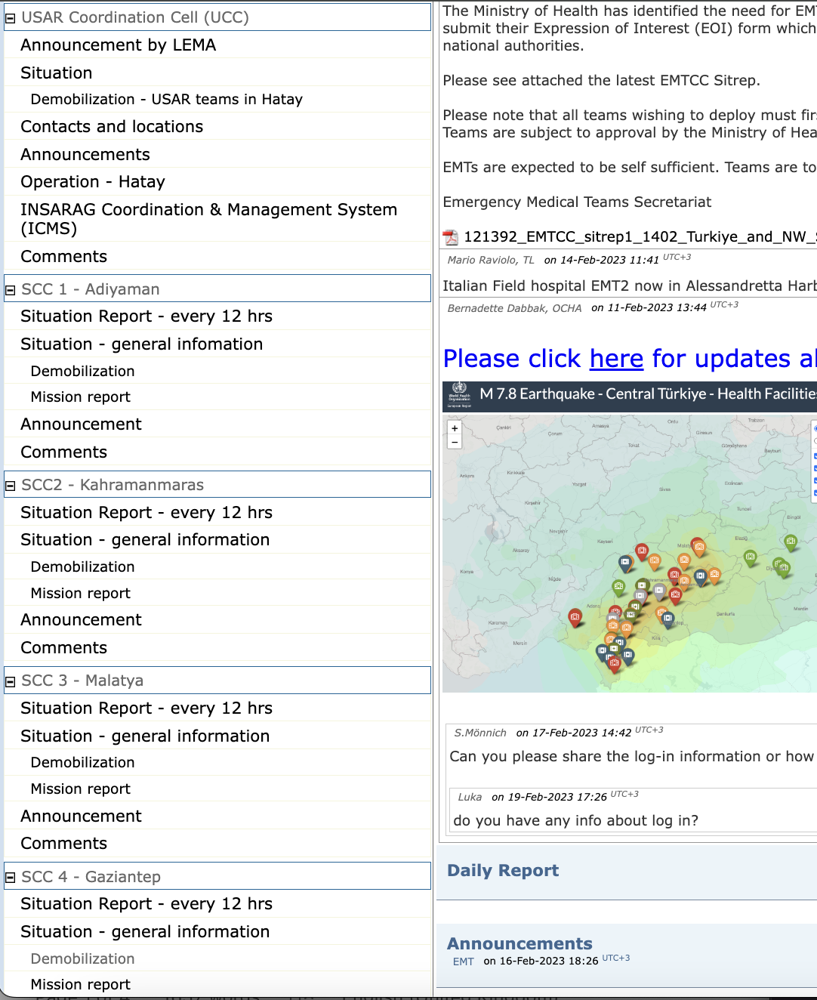 USAR Coordination Cell (UCC)
Announcement by LEMA
Situation
Demobilization - USAR teams in Hatay
Contacts and locations
Announcements
Operation - Hatay
INSARAG Coordination & Management System
(ICMS)
Comments
SCC 1 - Adiyaman
Situation Report - every 12 hrs
Situation - general infomation
Demobilization
Mission report
Announcement
Comments
SCC2 - Kahramanmaras
Situation Report - every 12 hrs
Situation - general information
Demobilization
Mission report
Announcement
Comments
SCC 3 - Malatya
Situation Report - every 12 hrs
Situation - general information
Demobilization
Mission report
Announcement
Comments
SCC 4 - Gaziantep
Situation Report - every 12 hrs
Situation - general information
Demobilization
Mission report
The Ministry of Health has identified the need for
submit their Expression of Interest (EOI) form which
national authorities.
Please see attached the latest EMTCC Sitrep.
Please note that all teams wishing to deploy must
Teams are subject to approval by the Ministry of
EMTs are expected to be self sufficient. Teams are to
Emergency Medical Teams Secretariat
121392_EMTCC_sitrep1_1402_Turkiye_and_NW_
Mario Raviolo, TL on 14-Feb-2023 11:41 UTC+3
Italian Field hospital EMT2 now in Alessandretta
Bernadette Dabbak, OCHA on 11-Feb-2023 13:44 UTC+3
Please click here for updates
World Health
Organization
European Region
M 7.8 Earthquake - Central Türkiye - Health Facilities
+
−
Çankiri
Çorum
Amasya
Ordu
Trabzon
Tokat
Giresun
Gümüşhane
Bayburt
Ankara
Kirikkale
Yozgat
Sivas
Erzincan
Kirşehir
Tunceli
Nevşehir
Kayseri
Elaziğ
Bingöl
Aksaray
Konya
Niğde
Adana
Şanliurfa
Mardin
Karaman
Mersin
Kilis
S.Mönnich on 17-Feb-2023 14:42 UTC+3
Can you please share the log-in information or how
Luka on 19-Feb-2023 17:26 UTC+3
do you have any info about log in?
Daily Report
Announcements
EMT on 16-Feb-2023 18:26 UTC+3